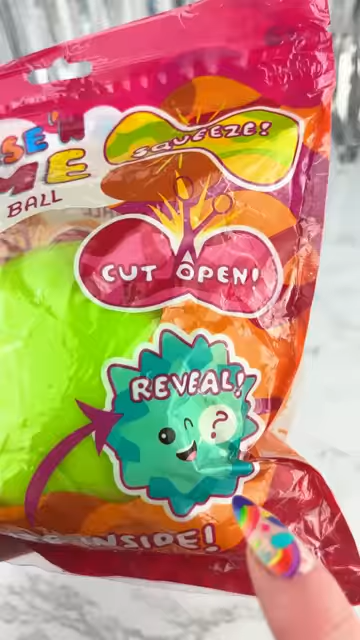 SE'N
SQUEEZE!
ME
BALL
CUT OPEN!
REVEAL!
?
INSIDE!